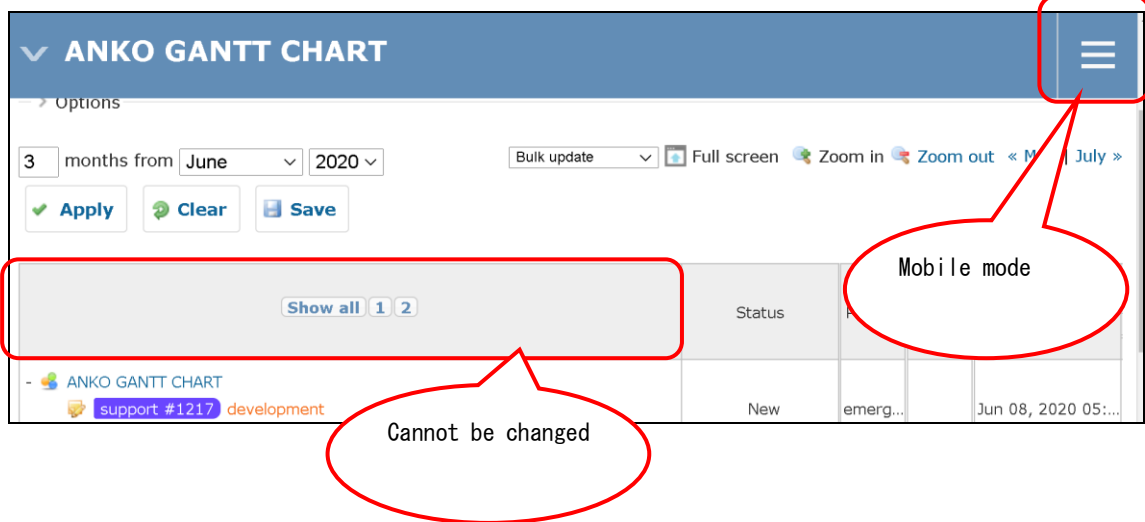 ANKO GANTT CHART
Options
3 months from June 2020 Bulk update Full screen Zoom in Zoom out « M | July »
Apply Clear Save
Mobile mode
Show all 1 2
Status
- ANKO GANTT CHART
support #1217 development New emerg... Jun 08, 2020 05:...
Cannot be changed